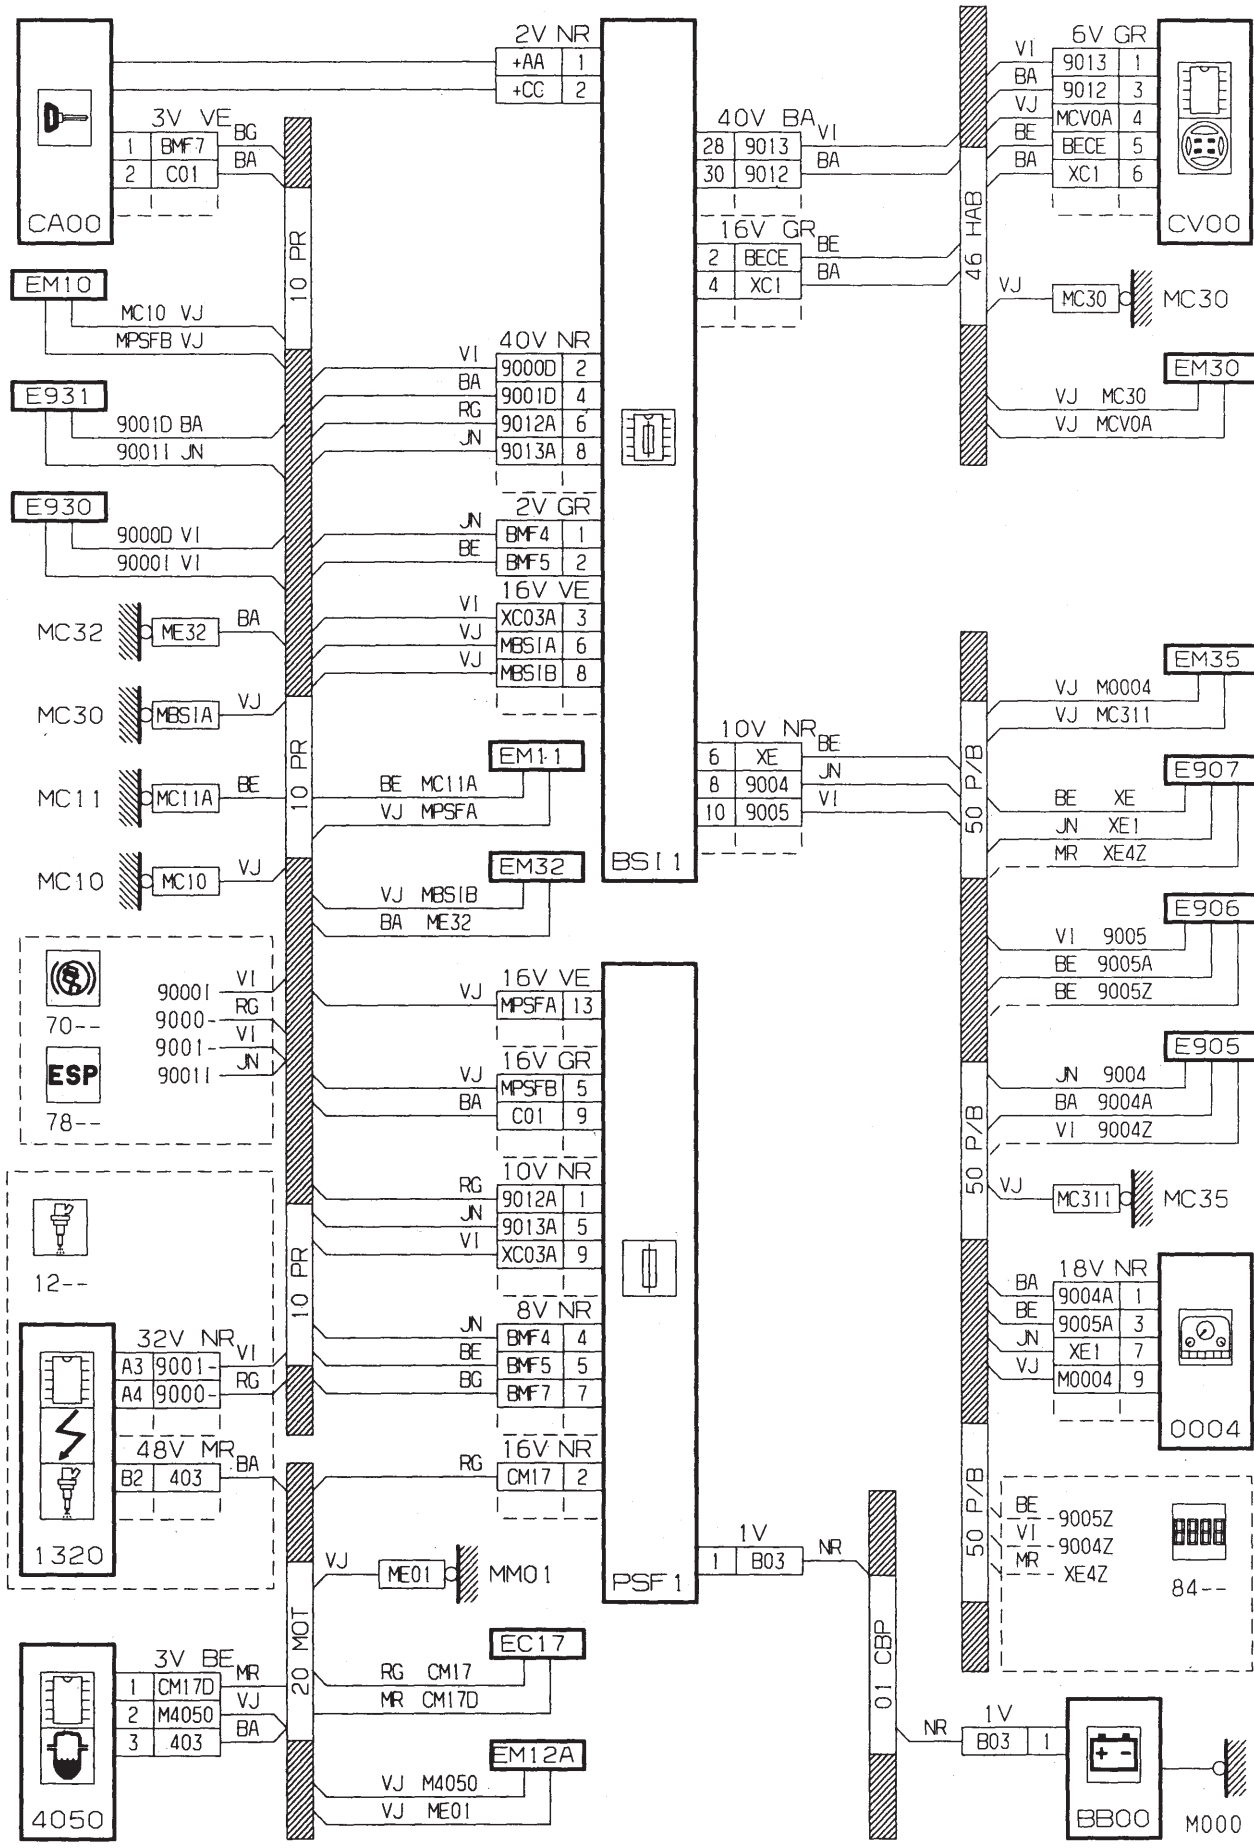 2V NR
+AA 1
+CC 2
3V VE
1 BMF7 BG
2 C01 BA
CA00
10 PR
EM10
MC10 VJ
MPSFB VJ
E931
9001D BA
9001I JN
E930
9000D VI
9000I VI
MC32 ME32 BA
MC30 MBSIA VJ
MC11 MC11A BE
MC10 MC10 VJ
10 PR
40V NR
VI 9000D 2
BA 9001D 4
RG 9012A 6
JN 9013A 8
2V GR
JN BMF4 1
BE BMF5 2
16V VE
VI XC03A 3
VJ MBSIA 6
VJ MBSIB 8
EM11
BE MC11A
VJ MPSFA
EM32
VJ MBSIB
BA ME32
BSI1
40V BA
28 9013 VI
30 9012 BA
16V GR
2 BECE BE
4 XC1 BA
10V NR
6 XE BE
8 9004 JN
10 9005 VI
46 HAB
6V GR
VI 9013 1
BA 9012 3
VJ MCV0A 4
BE BECE 5
BA XC1 6
CV00
VJ MC30 MC30
EM30
VJ MC30
VJ MCV0A
50 P/B
EM35
VJ M0004
VJ MC311
E907
BE XE
JN XE1
MR XE4Z
E906
VI 9005
BE 9005A
BE 9005Z
E905
JN 9004
BA 9004A
VI 9004Z
50 P/B
VJ MC311 MC35
18V NR
BA 9004A 1
BE 9005A 3
JN XE1 7
VJ M0004 9
0004
50 P/B
BE 9005Z
VI 9004Z
MR XE4Z
84--
70--
ESP
78--
9000I VI
9000- RG
9001- VI
9001I JN
16V VE
VJ MPSFA 13
16V GR
VJ MPSFB 5
BA C01 9
10V NR
RG 9012A 1
JN 9013A 5
VI XC03A 9
8V NR
JN BMF4 4
BE BMF5 5
BG BMF7 7
16V NR
RG CM17 2
PSF1
10 PR
12--
32V NR
A3 9001- VI
A4 9000- RG
48V MR
B2 403 BA
1320
20 MOT
VJ ME01 MM01
EC17
RG CM17
MR CM17D
EM12A
VJ M4050
VJ ME01
3V BE
1 CM17D MR
2 M4050 VJ
3 403 BA
4050
1V
1 B03 NR
01 CBP
1V
NR B03 1
+ -
BB00
M000